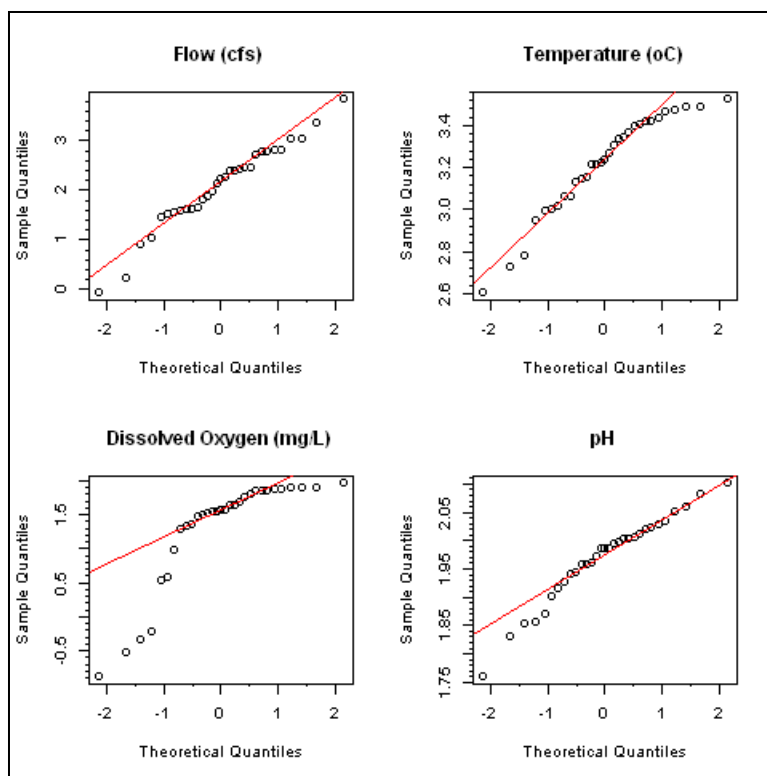 Flow (cfs)
Sample Quantiles
3
2
1
0
-2 -1 0 1 2
Theoretical Quantiles
Temperature (oC)
Sample Quantiles
3.4
3.2
3.0
2.8
2.6
-2 -1 0 1 2
Theoretical Quantiles
Dissolved Oxygen (mg/L)
Sample Quantiles
1.5
0.5
-0.5
-2 -1 0 1 2
Theoretical Quantiles
pH
Sample Quantiles
2.05
1.95
1.85
1.75
-2 -1 0 1 2
Theoretical Quantiles